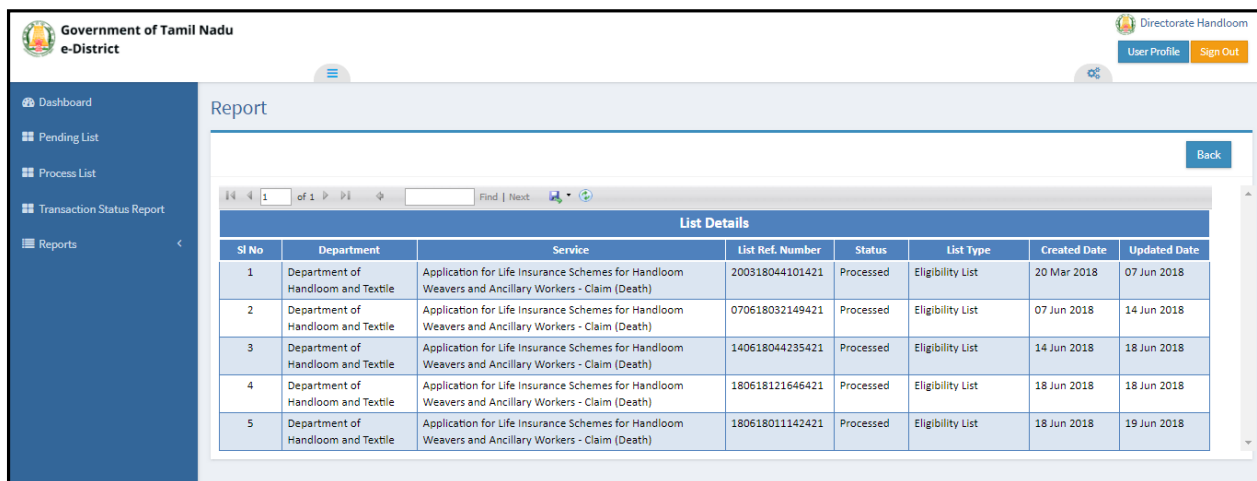 Government of Tamil Nadu
e-District
Directorate Handloom
User Profile
Sign Out
Dashboard
Pending List
Process List
Transaction Status Report
Reports
Report
Back
1 of 1 Find | Next
List Details
Sl No Department Service List Ref. Number Status List Type Created Date Updated Date
1 Department of Application for Life Insurance Schemes for Handloom 200318044101421 Processed Eligibility List 20 Mar 2018 07 Jun 2018
Handloom and Textile Weavers and Ancillary Workers - Claim (Death)
2 Department of Application for Life Insurance Schemes for Handloom 070618032149421 Processed Eligibility List 07 Jun 2018 14 Jun 2018
Handloom and Textile Weavers and Ancillary Workers - Claim (Death)
3 Department of Application for Life Insurance Schemes for Handloom 140618044235421 Processed Eligibility List 14 Jun 2018 18 Jun 2018
Handloom and Textile Weavers and Ancillary Workers - Claim (Death)
4 Department of Application for Life Insurance Schemes for Handloom 180618121646421 Processed Eligibility List 18 Jun 2018 18 Jun 2018
Handloom and Textile Weavers and Ancillary Workers - Claim (Death)
5 Department of Application for Life Insurance Schemes for Handloom 180618011142421 Processed Eligibility List 18 Jun 2018 19 Jun 2018
Handloom and Textile Weavers and Ancillary Workers - Claim (Death)